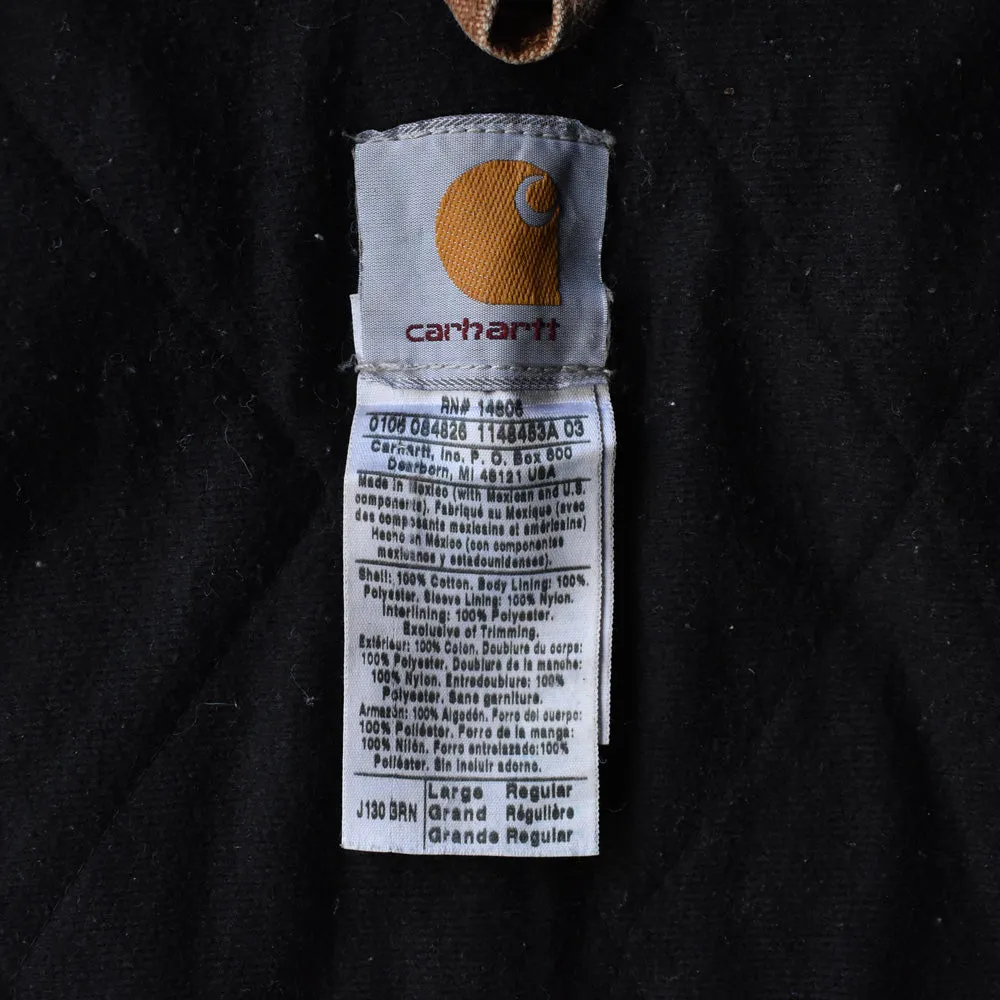 carhartt
RN# 14806
0106 084826 1148453A 03
Carhartt, Inc. P. O. Box 600
Dearborn, MI 48121 USA
Made in Mexico (with Mexican and U.S.
components). Fabriqué au Mexique (avec
des composants mexicains et américains)
Hecho en México (con componentes
mexicanos y estadounidenses).
Shell: 100% Cotton. Body Lining: 100%.
Polyester. Sleeve Lining: 100% Nylon.
Interlining: 100% Polyester.
Exclusive of Trimming.
Extérieur: 100% Coton. Doublure du corps:
100% Polyester. Doublure de la manche:
100% Nylon. Entredoublure: 100%
Polyester. Sans garniture.
Armazón: 100% Algodón. Forro del cuerpo:
100% Poliéster. Forro de la manga:
100% Nilón. Forro entrelazado:100%
Poliéster. Sin incluir adorno.
J130 BRN
Large Regular
Grand Régulière
Grande Regular